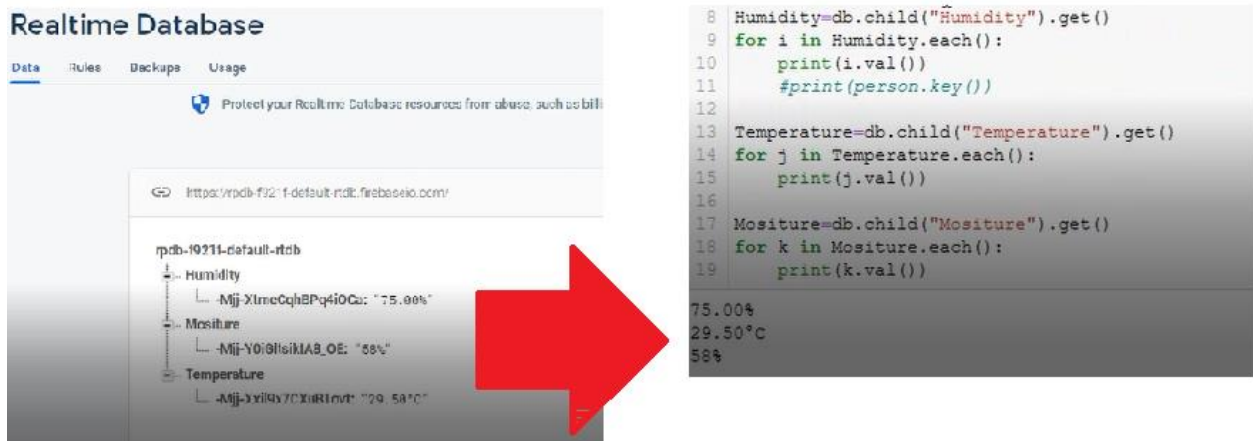 Realtime Database
Data Rules Backups Usage
Protect your Realtime Database resources from abuse, such as billi
rpdb-f921f-default-rtdb
Humidity
"75.00%"
Mositure
"58%"
Temperature
"29.50°C"
8 Humidity=db.child("Humidity").get()
9 for i in Humidity.each():
10 print(i.val())
11 #print(person.key())
12
13 Temperature=db.child("Temperature").get()
14 for j in Temperature.each():
15 print(j.val())
16
17 Mositure=db.child("Mositure").get()
18 for k in Mositure.each():
19 print(k.val())
75.00%
29.50°C
58%